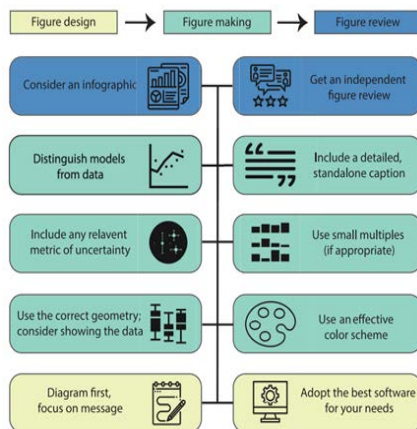 Figure design
Figure making
Figure review
Consider an infographic
Get an independent
figure review
Distinguish models
from data
Include a detailed,
standalone caption
Include any relavent
metric of uncertainty
Use small multiples
(if appropriate)
Use the correct geometry;
consider showing the data
Use an effective
color scheme
Diagram first,
focus on message
Adopt the best software
for your needs